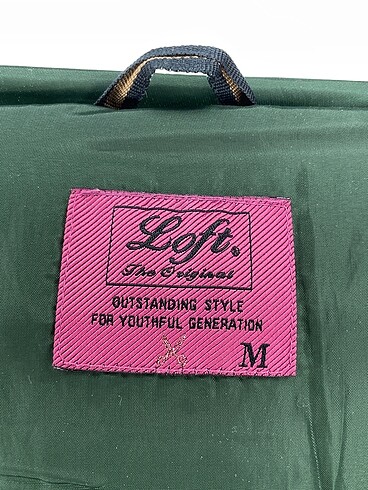 Loft®
The Original
OUTSTANDING STYLE
FOR YOUTHFUL GENERATION
M